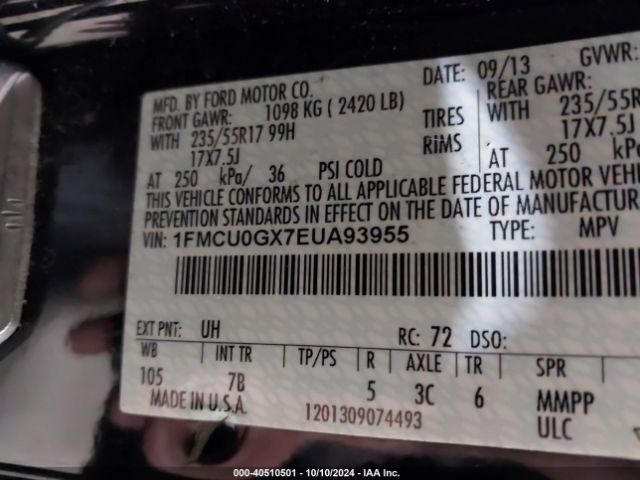 MFD. BY FORD MOTOR CO. DATE: 09/13 GVWR:
FRONT GAWR: 1098 KG ( 2420 LB) REAR GAWR:
WITH 235/55R17 99H TIRES WITH 235/55R
17X7.5J RiMS 17X7.5J
AT 250 kPa/ 36 PSI COLD AT 250 kPa
THIS VEHICLE CONFORMS TO ALL APPLICABLE FEDERAL MOTOR VEHI
PREVENTION STANDARDS IN EFFECT ON THE DATE OF MANUFACTUR
VIN: 1FMCU0GX7EUA93955 TYPE: MPV
EXT PNT: UH RC: 72 DSO:
WB INT TR TP/PS R AXLE TR SPR
105 7B 5 3C 6 MMPP
MADE IN U.S.A. 1201309074493 ULC
000-40510501 - 10/10/2024 - IAA Inc.